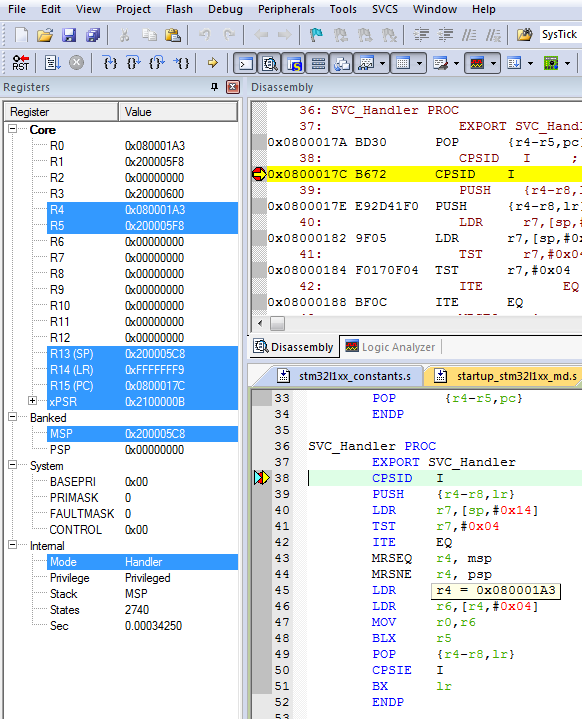 Edit View Project Flash Debug Peripherals Tools SVCS Window Help
SysTick
RST
Registers
Register Value
Core
R0 0x080001A3
R1 0x200005F8
R2 0x00000000
R3 0x20000600
R4 0x080001A3
R5 0x200005F8
R6 0x00000000
R7 0x00000000
R8 0x00000000
R9 0x00000000
R10 0x00000000
R11 0x00000000
R12 0x00000000
R13 (SP) 0x200005C8
R14 (LR) 0xFFFFFFF9
R15 (PC) 0x0800017C
xPSR 0x2100000B
Banked
MSP 0x200005C8
PSP 0x00000000
System
BASEPRI 0x00
PRIMASK 0
FAULTMASK 0
CONTROL 0x00
Internal
Mode Handler
Privilege Privileged
Stack MSP
States 2740
Sec 0.00034250
Disassembly
36: SVC_Handler PROC
37: EXPORT SVC_Hand
0x0800017A BD30 POP {r4-r5,pc}
38: CPSID I ;
0x0800017C B672 CPSID I
39: PUSH {r4-r8,l
0x0800017E E92D41F0 PUSH {r4-r8,lr}
40: LDR r7,[sp,
0x08000182 9F05 LDR r7,[sp,#0x
41: TST r7,#0x0
0x08000184 F0170F04 TST r7,#0x04
42: ITE EQ
0x08000188 BF0C ITE EQ
Disassembly Logic Analyzer
stm32l1xx_constants.s startup_stm32l1xx_md.s
33 POP {r4-r5,pc}
34 ENDP
35
36 SVC_Handler PROC
37 EXPORT SVC_Handler
38 CPSID I
39 PUSH {r4-r8,lr}
40 LDR r7,[sp,#0x14]
41 TST r7,#0x04
42 ITE EQ
43 MRSEQ r4, msp
44 MRSNE r4, psp
45 LDR r4 = 0x080001A3
46 LDR r6,[r4,#0x04]
47 MOV r0,r6
48 BLX r5
49 POP {r4-r8,lr}
50 CPSIE I
51 BX lr
52 ENDP
53